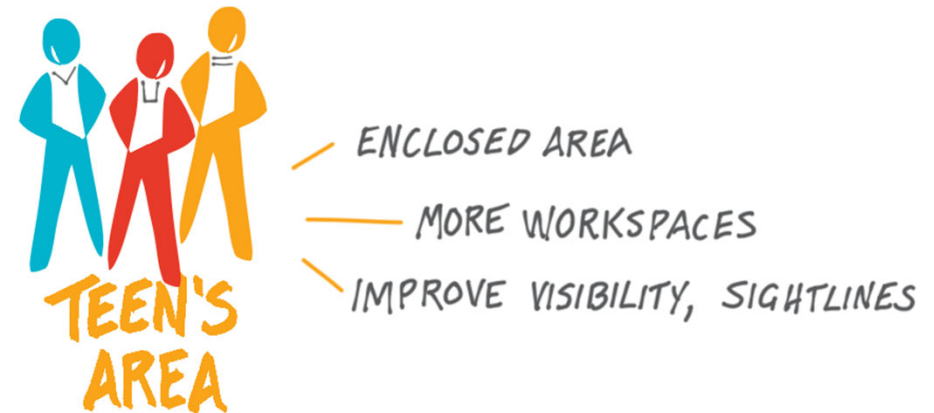 ENCLOSED AREA
MORE WORKSPACES
IMPROVE VISIBILITY, SIGHTLINES
TEEN'S
AREA